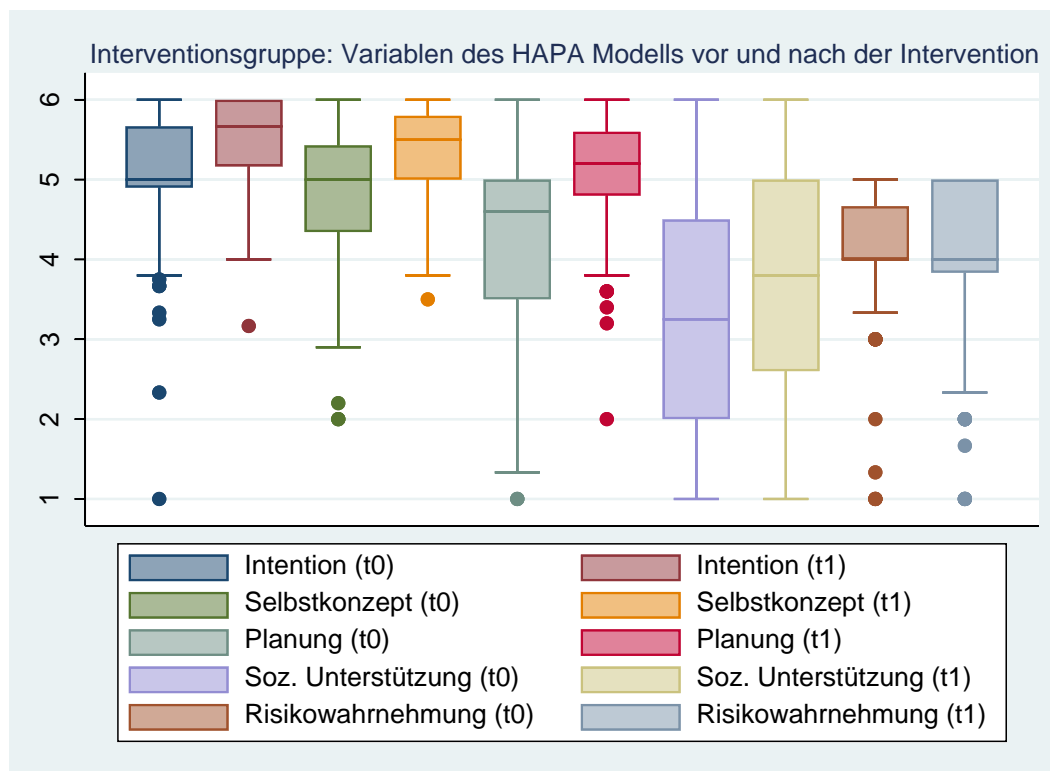 Interventionsgruppe: Variablen des HAPA Modells vor und nach der Intervention
6
5
4
3
2
1
Intention (t0) Intention (t1)
Selbstkonzept (t0) Selbstkonzept (t1)
Planung (t0) Planung (t1)
Soz. Unterstützung (t0) Soz. Unterstützung (t1)
Risikowahrnehmung (t0) Risikowahrnehmung (t1)